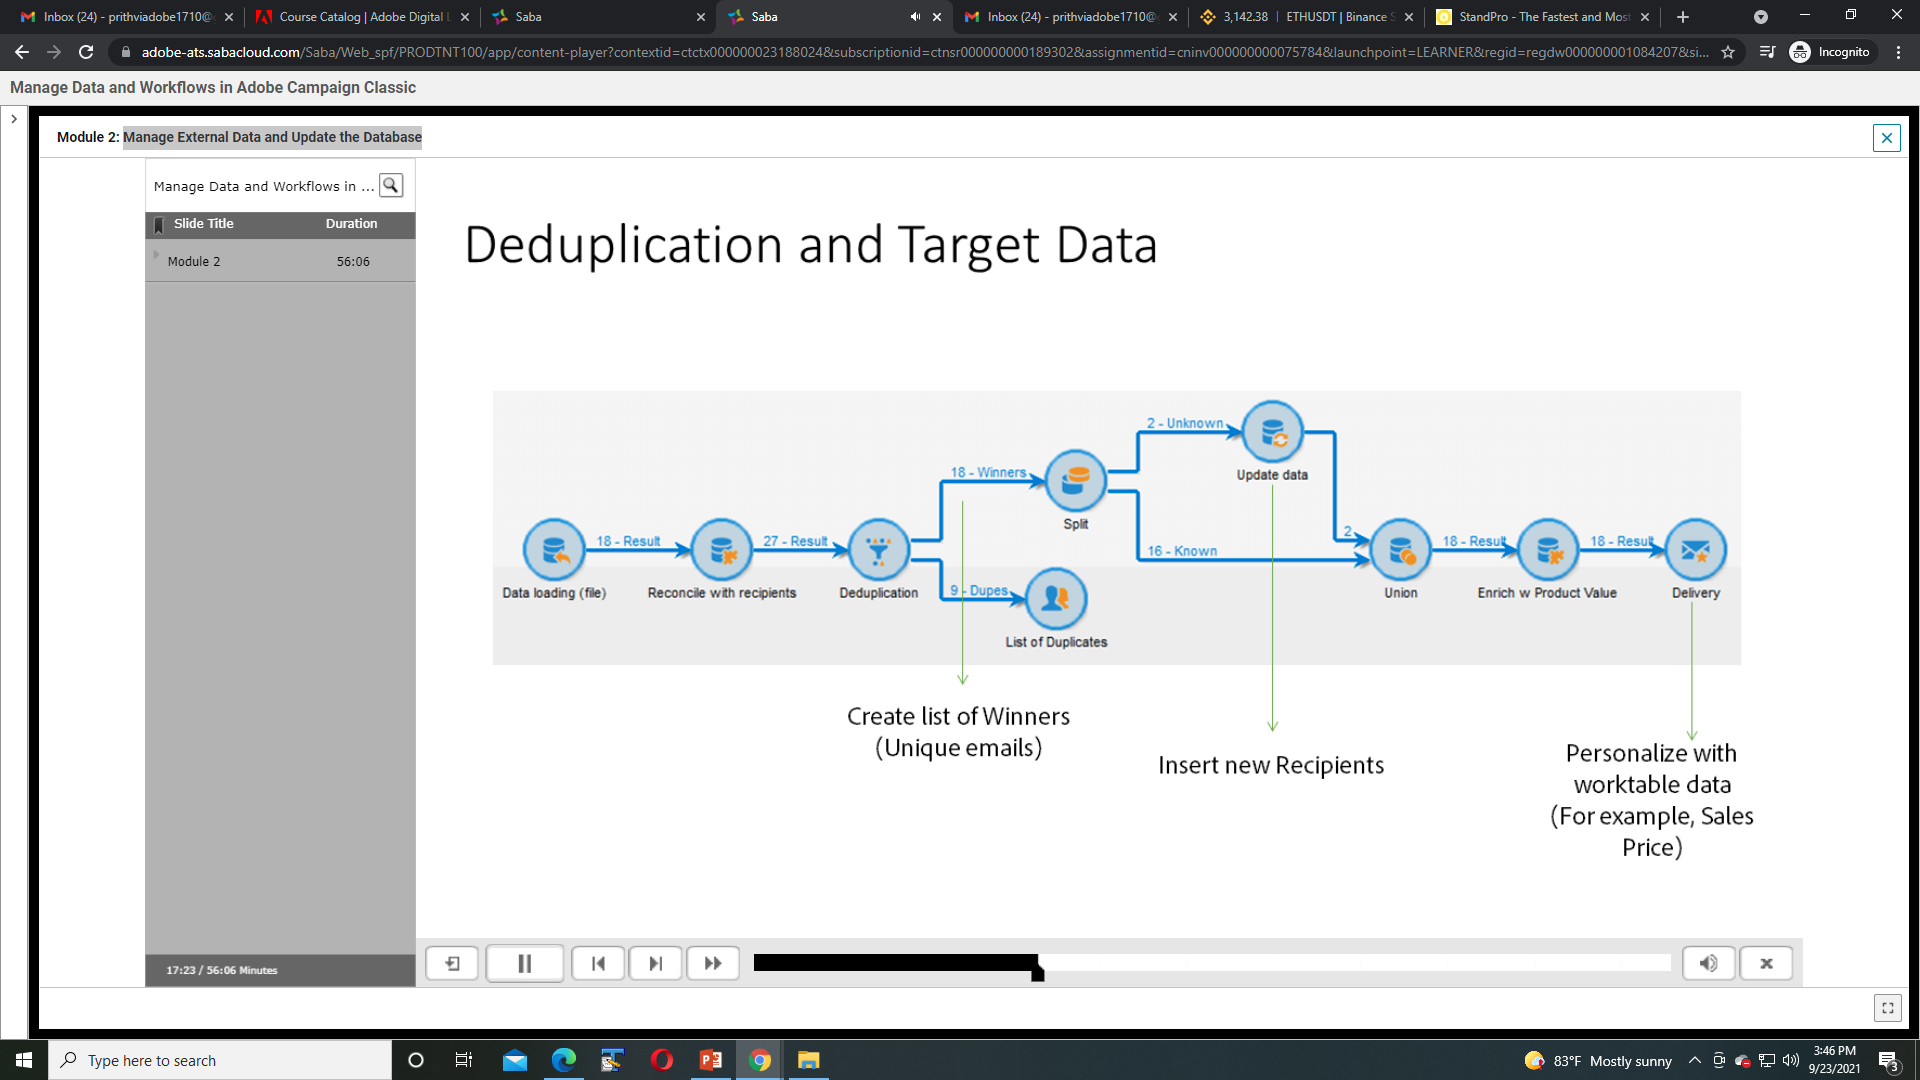 Inbox (24) - prithviadobe1710@
Course Catalog | Adobe Digital L
Saba
Saba
Inbox (24) - prithviadobe1710@
3,142.38 | ETHUSDT | Binance S
StandPro - The Fastest and Most
adobe-ats.sabacloud.com/Saba/Web_spf/PRODTNT100/app/content-player?contextid=ctctx000000023188024&subscriptionid=ctnsr0000000000189302&assignmentid=cninv000000000075784&launchpoint=LEARNER&regid=regdw000000001084207&si...
Incognito
Manage Data and Workflows in Adobe Campaign Classic
Module 2: Manage External Data and Update the Database
Manage Data and Workflows in ...
Slide Title Duration
Module 2 56:06
Deduplication and Target Data
2 - Unknown
Update data
18 - Winners
Split
18 - Result
27 - Result
16 - Known
2
18 - Result
18 - Result
Data loading (file)
Reconcile with recipients
Deduplication
9 - Dupes
List of Duplicates
Union
Enrich w Product Value
Delivery
Create list of Winners
(Unique emails)
Insert new Recipients
Personalize with
worktable data
(For example, Sales
Price)
17:23 / 56:06 Minutes
Type here to search
83°F Mostly sunny
3:46 PM
9/23/2021
3